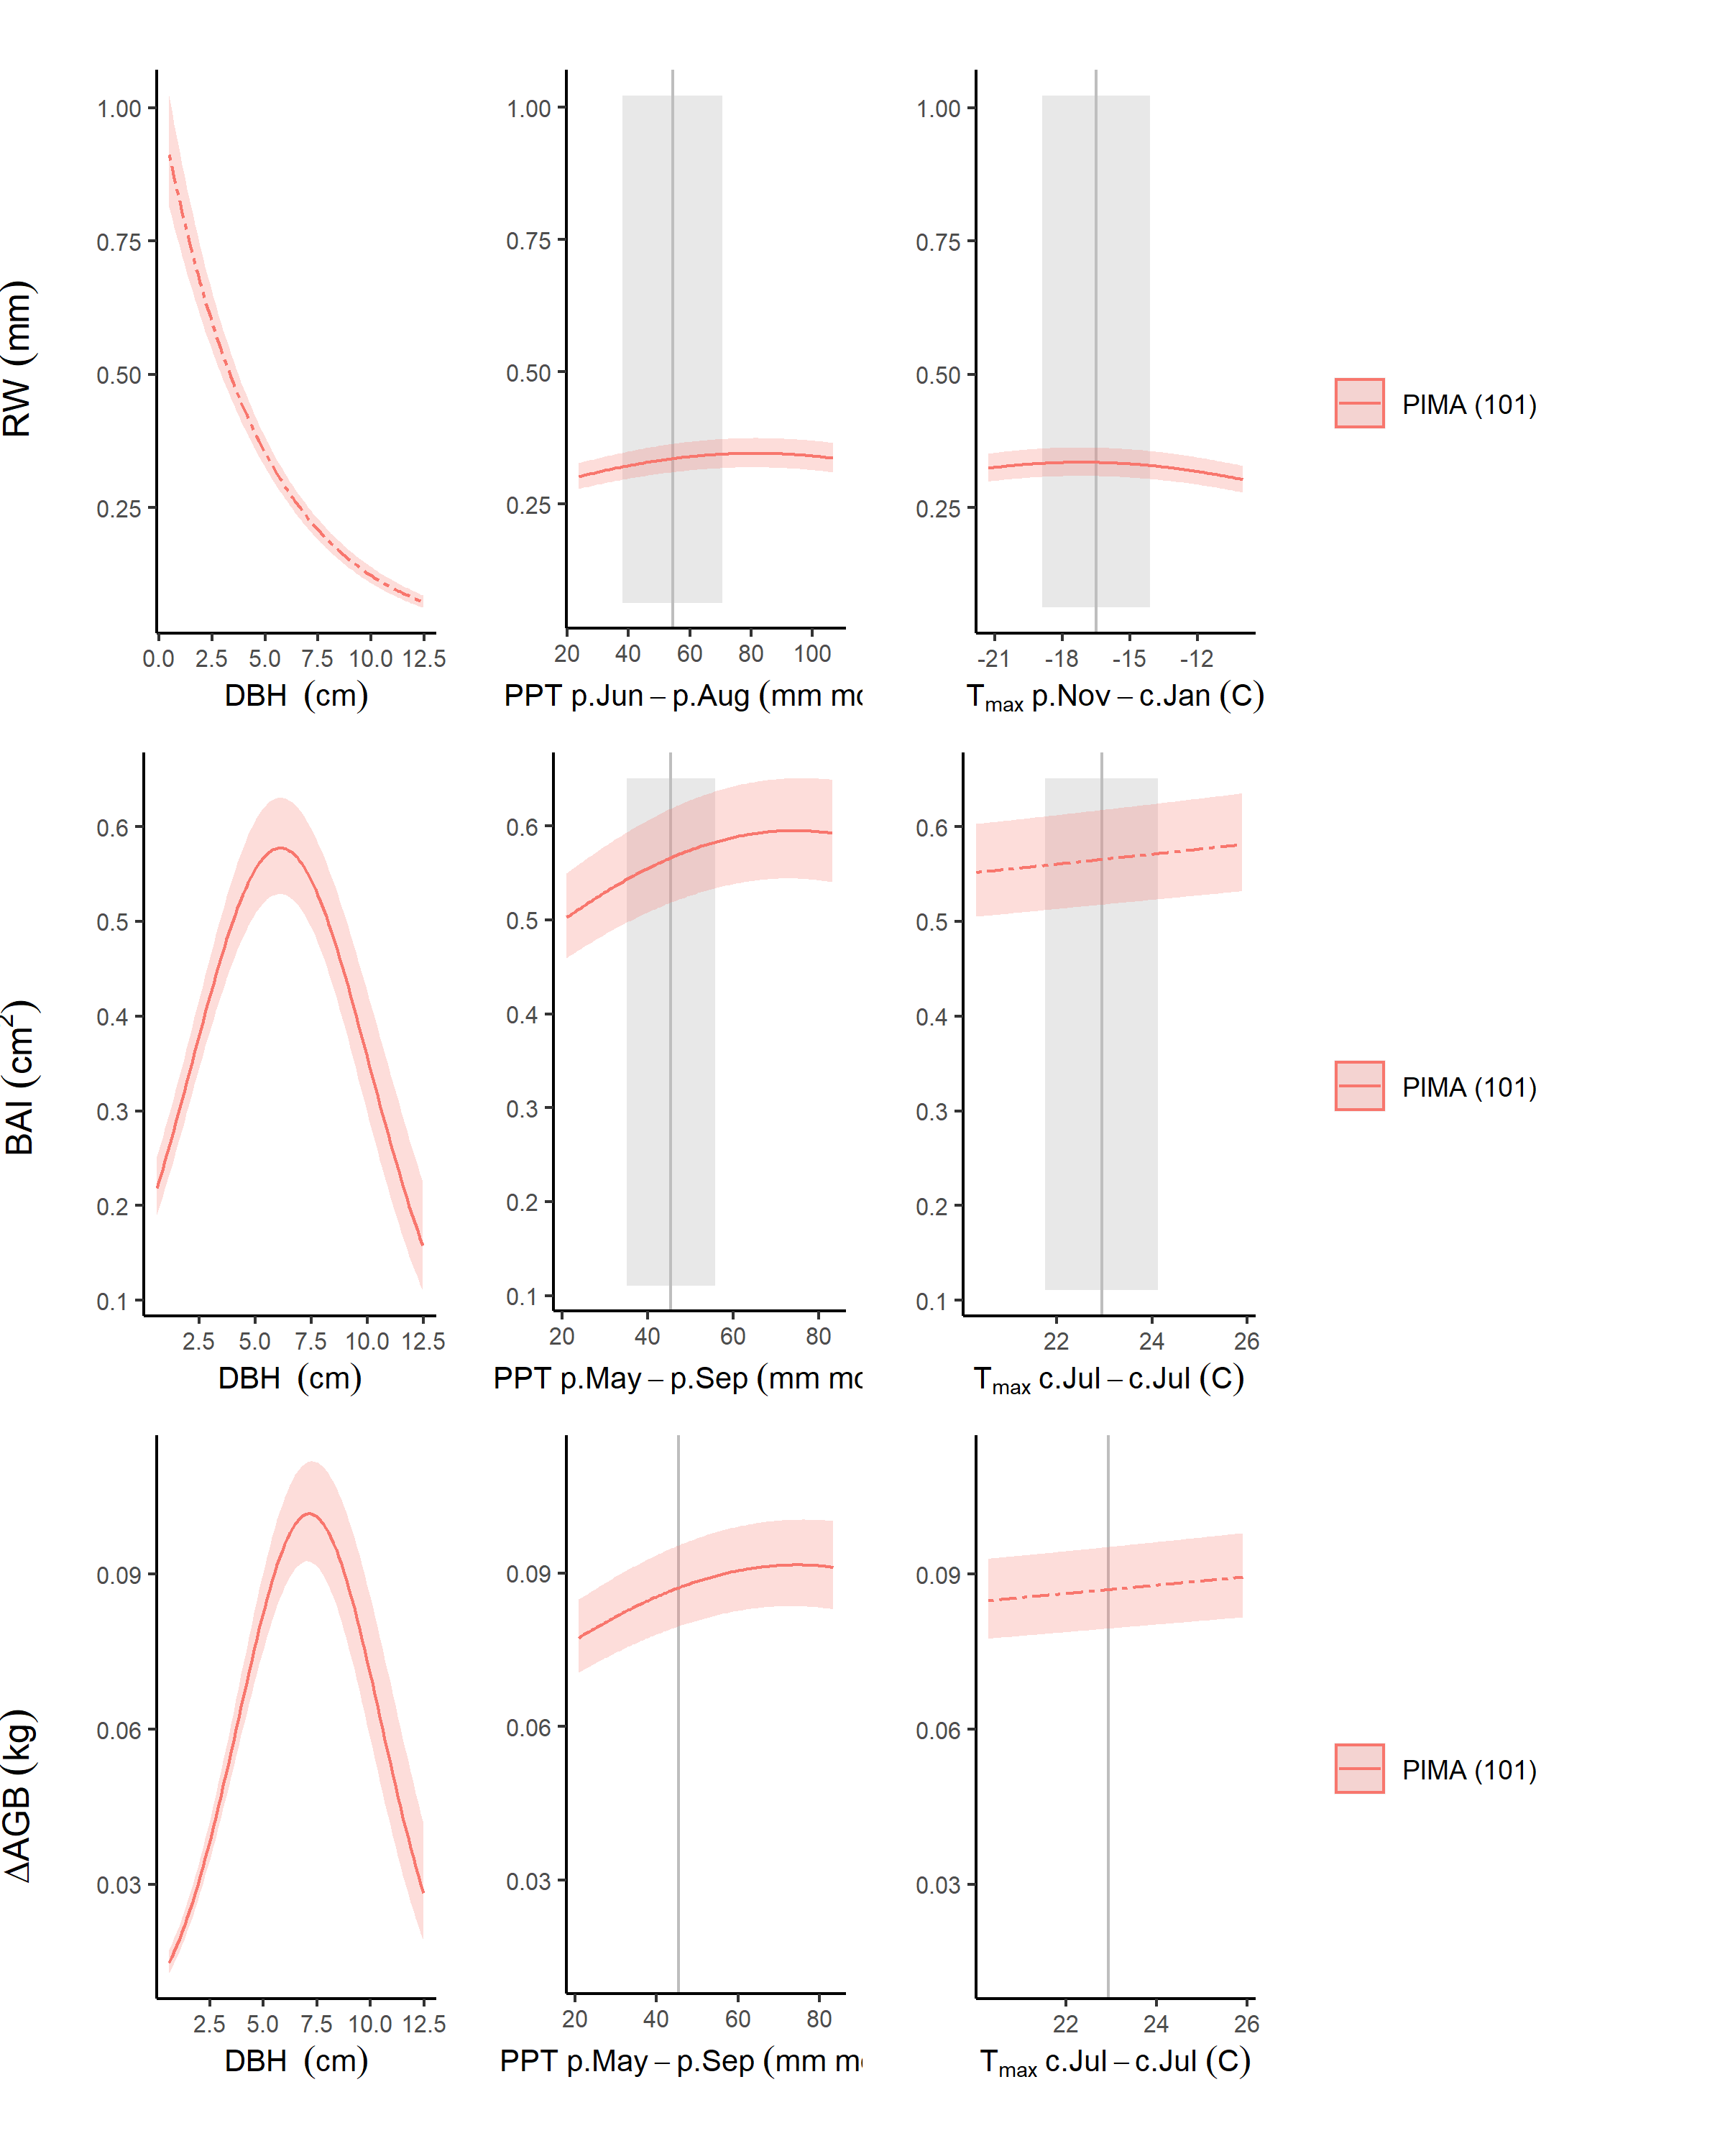 RW (mm)
1.00
0.75
0.50
0.25
0.0 2.5 5.0 7.5 10.0 12.5
DBH (cm)
1.00
0.75
0.50
0.25
20 40 60 80 100
PPT p.Jun – p.Aug (mm mo
1.00
0.75
0.50
0.25
-21 -18 -15 -12
Tmax p.Nov – c.Jan (C)
PIMA (101)
BAI (cm²)
0.6
0.5
0.4
0.3
0.2
0.1
2.5 5.0 7.5 10.0 12.5
DBH (cm)
0.6
0.5
0.4
0.3
0.2
0.1
20 40 60 80
PPT p.May – p.Sep (mm mo
0.6
0.5
0.4
0.3
0.2
0.1
22 24 26
Tmax c.Jul – c.Jul (C)
PIMA (101)
ΔAGB (kg)
0.09
0.06
0.03
2.5 5.0 7.5 10.0 12.5
DBH (cm)
0.09
0.06
0.03
20 40 60 80
PPT p.May – p.Sep (mm m
0.09
0.06
0.03
22 24 26
Tmax c.Jul – c.Jul (C)
PIMA (101)